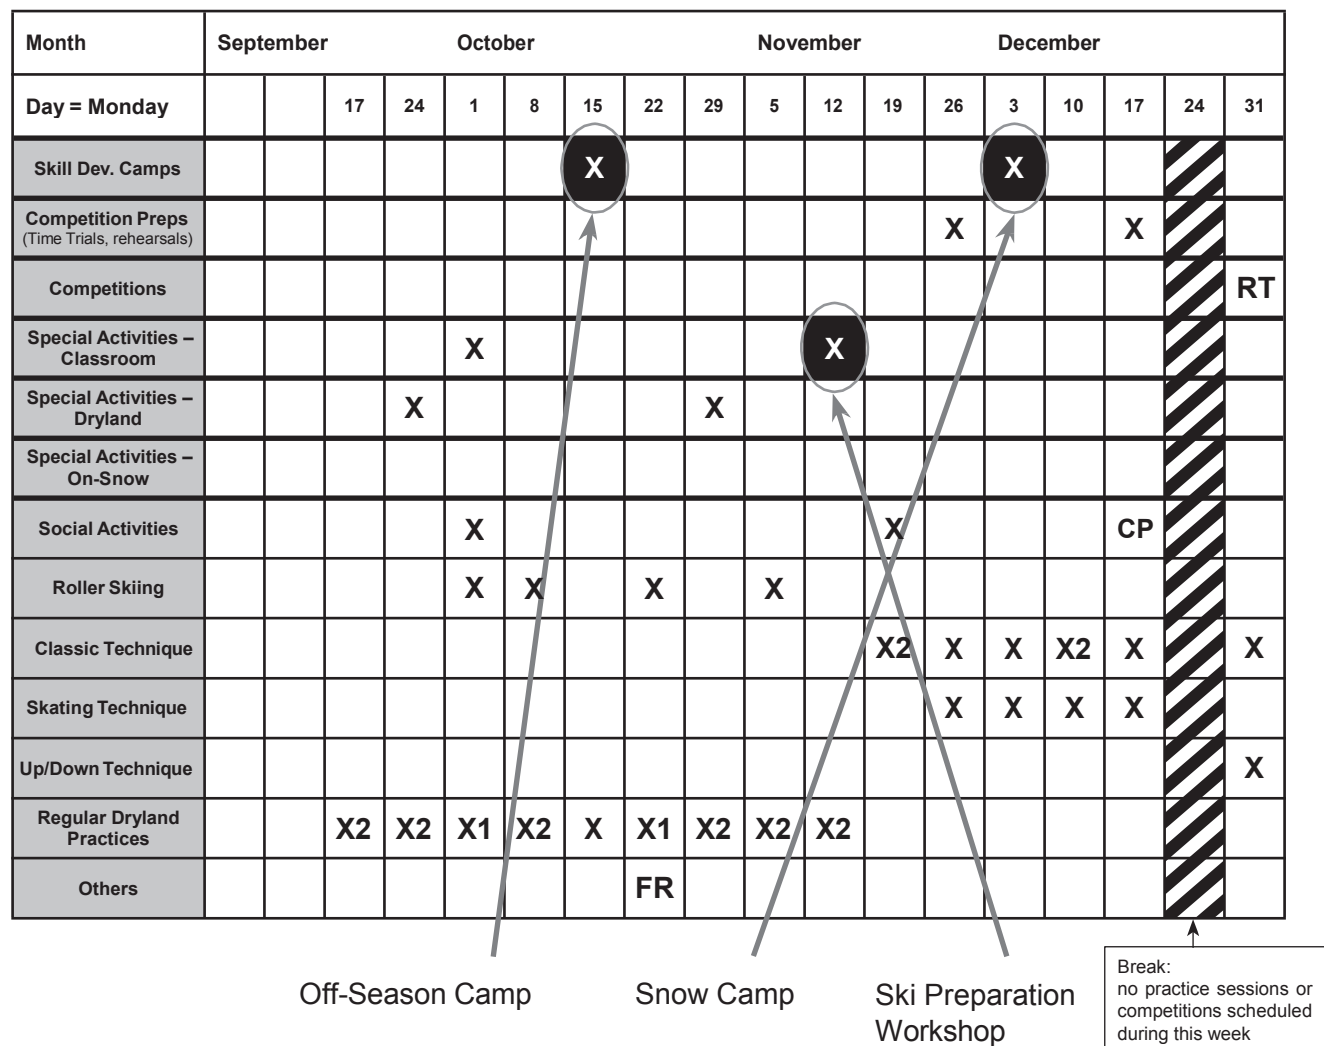 Month September October November December
Day = Monday 17 24 1 8 15 22 29 5 12 19 26 3 10 17 24 31
Skill Dev. Camps X X
Competition Preps
(Time Trials, rehearsals) X X
Competitions RT
Special Activities –
Classroom X X
Special Activities –
Dryland X X
Special Activities –
On-Snow
Social Activities X X CP
Roller Skiing X X X X
Classic Technique X2 X X X2 X X
Skating Technique X X X X
Up/Down Technique X
Regular Dryland
Practices X2 X2 X1 X2 X X1 X2 X2 X2
Others FR
Off-Season Camp Snow Camp Ski Preparation
Workshop
Break:
no practice sessions or
competitions scheduled
during this week